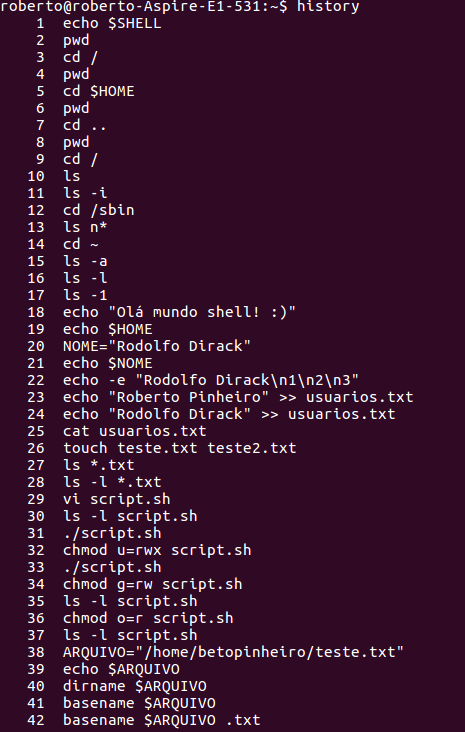 roberto@roberto-Aspire-E1-531:~$ history
1 echo $SHELL
2 pwd
3 cd /
4 pwd
5 cd $HOME
6 pwd
7 cd ..
8 pwd
9 cd /
10 ls
11 ls -i
12 cd /sbin
13 ls n*
14 cd ~
15 ls -a
16 ls -l
17 ls -1
18 echo "Olá mundo shell! :)"
19 echo $HOME
20 NOME="Rodolfo Dirack"
21 echo $NOME
22 echo -e "Rodolfo Dirack\n1\n2\n3"
23 echo "Roberto Pinheiro" >> usuarios.txt
24 echo "Rodolfo Dirack" >> usuarios.txt
25 cat usuarios.txt
26 touch teste.txt teste2.txt
27 ls *.txt
28 ls -l *.txt
29 vi script.sh
30 ls -l script.sh
31 ./script.sh
32 chmod u=rwx script.sh
33 ./script.sh
34 chmod g=rw script.sh
35 ls -l script.sh
36 chmod o=r script.sh
37 ls -l script.sh
38 ARQUIVO="/home/betopinheiro/teste.txt"
39 echo $ARQUIVO
40 dirname $ARQUIVO
41 basename $ARQUIVO
42 basename $ARQUIVO .txt